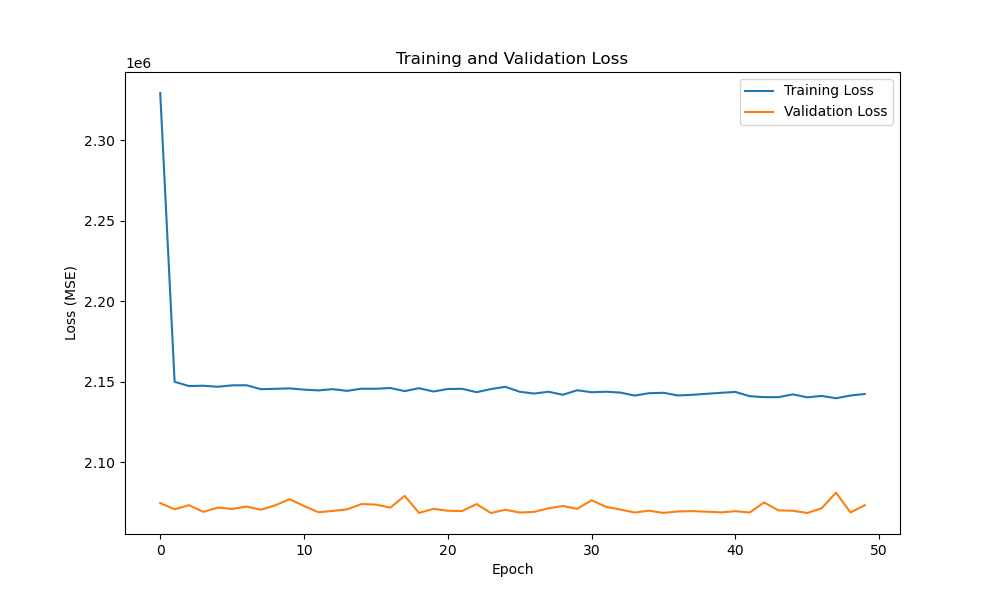 Training and Validation Loss
1e6
Training Loss
Validation Loss
2.30
2.25
2.20
2.15
2.10
Loss (MSE)
0 10 20 30 40 50
Epoch